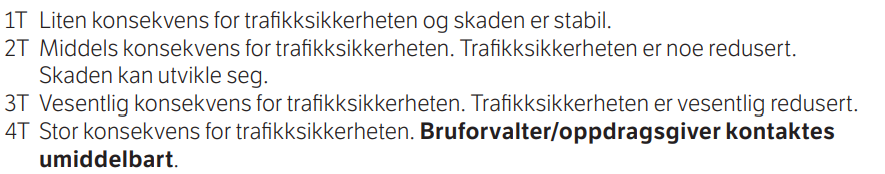 1T Liten konsekvens for trafikksikkerheten og skaden er stabil.
2T Middels konsekvens for trafikksikkerheten. Trafikksikkerheten er noe redusert.
Skaden kan utvikle seg.
3T Vesentlig konsekvens for trafikksikkerheten. Trafikksikkerheten er vesentlig redusert.
4T Stor konsekvens for trafikksikkerheten. Bruforvalter/oppdragsgiver kontaktes
umiddelbart.